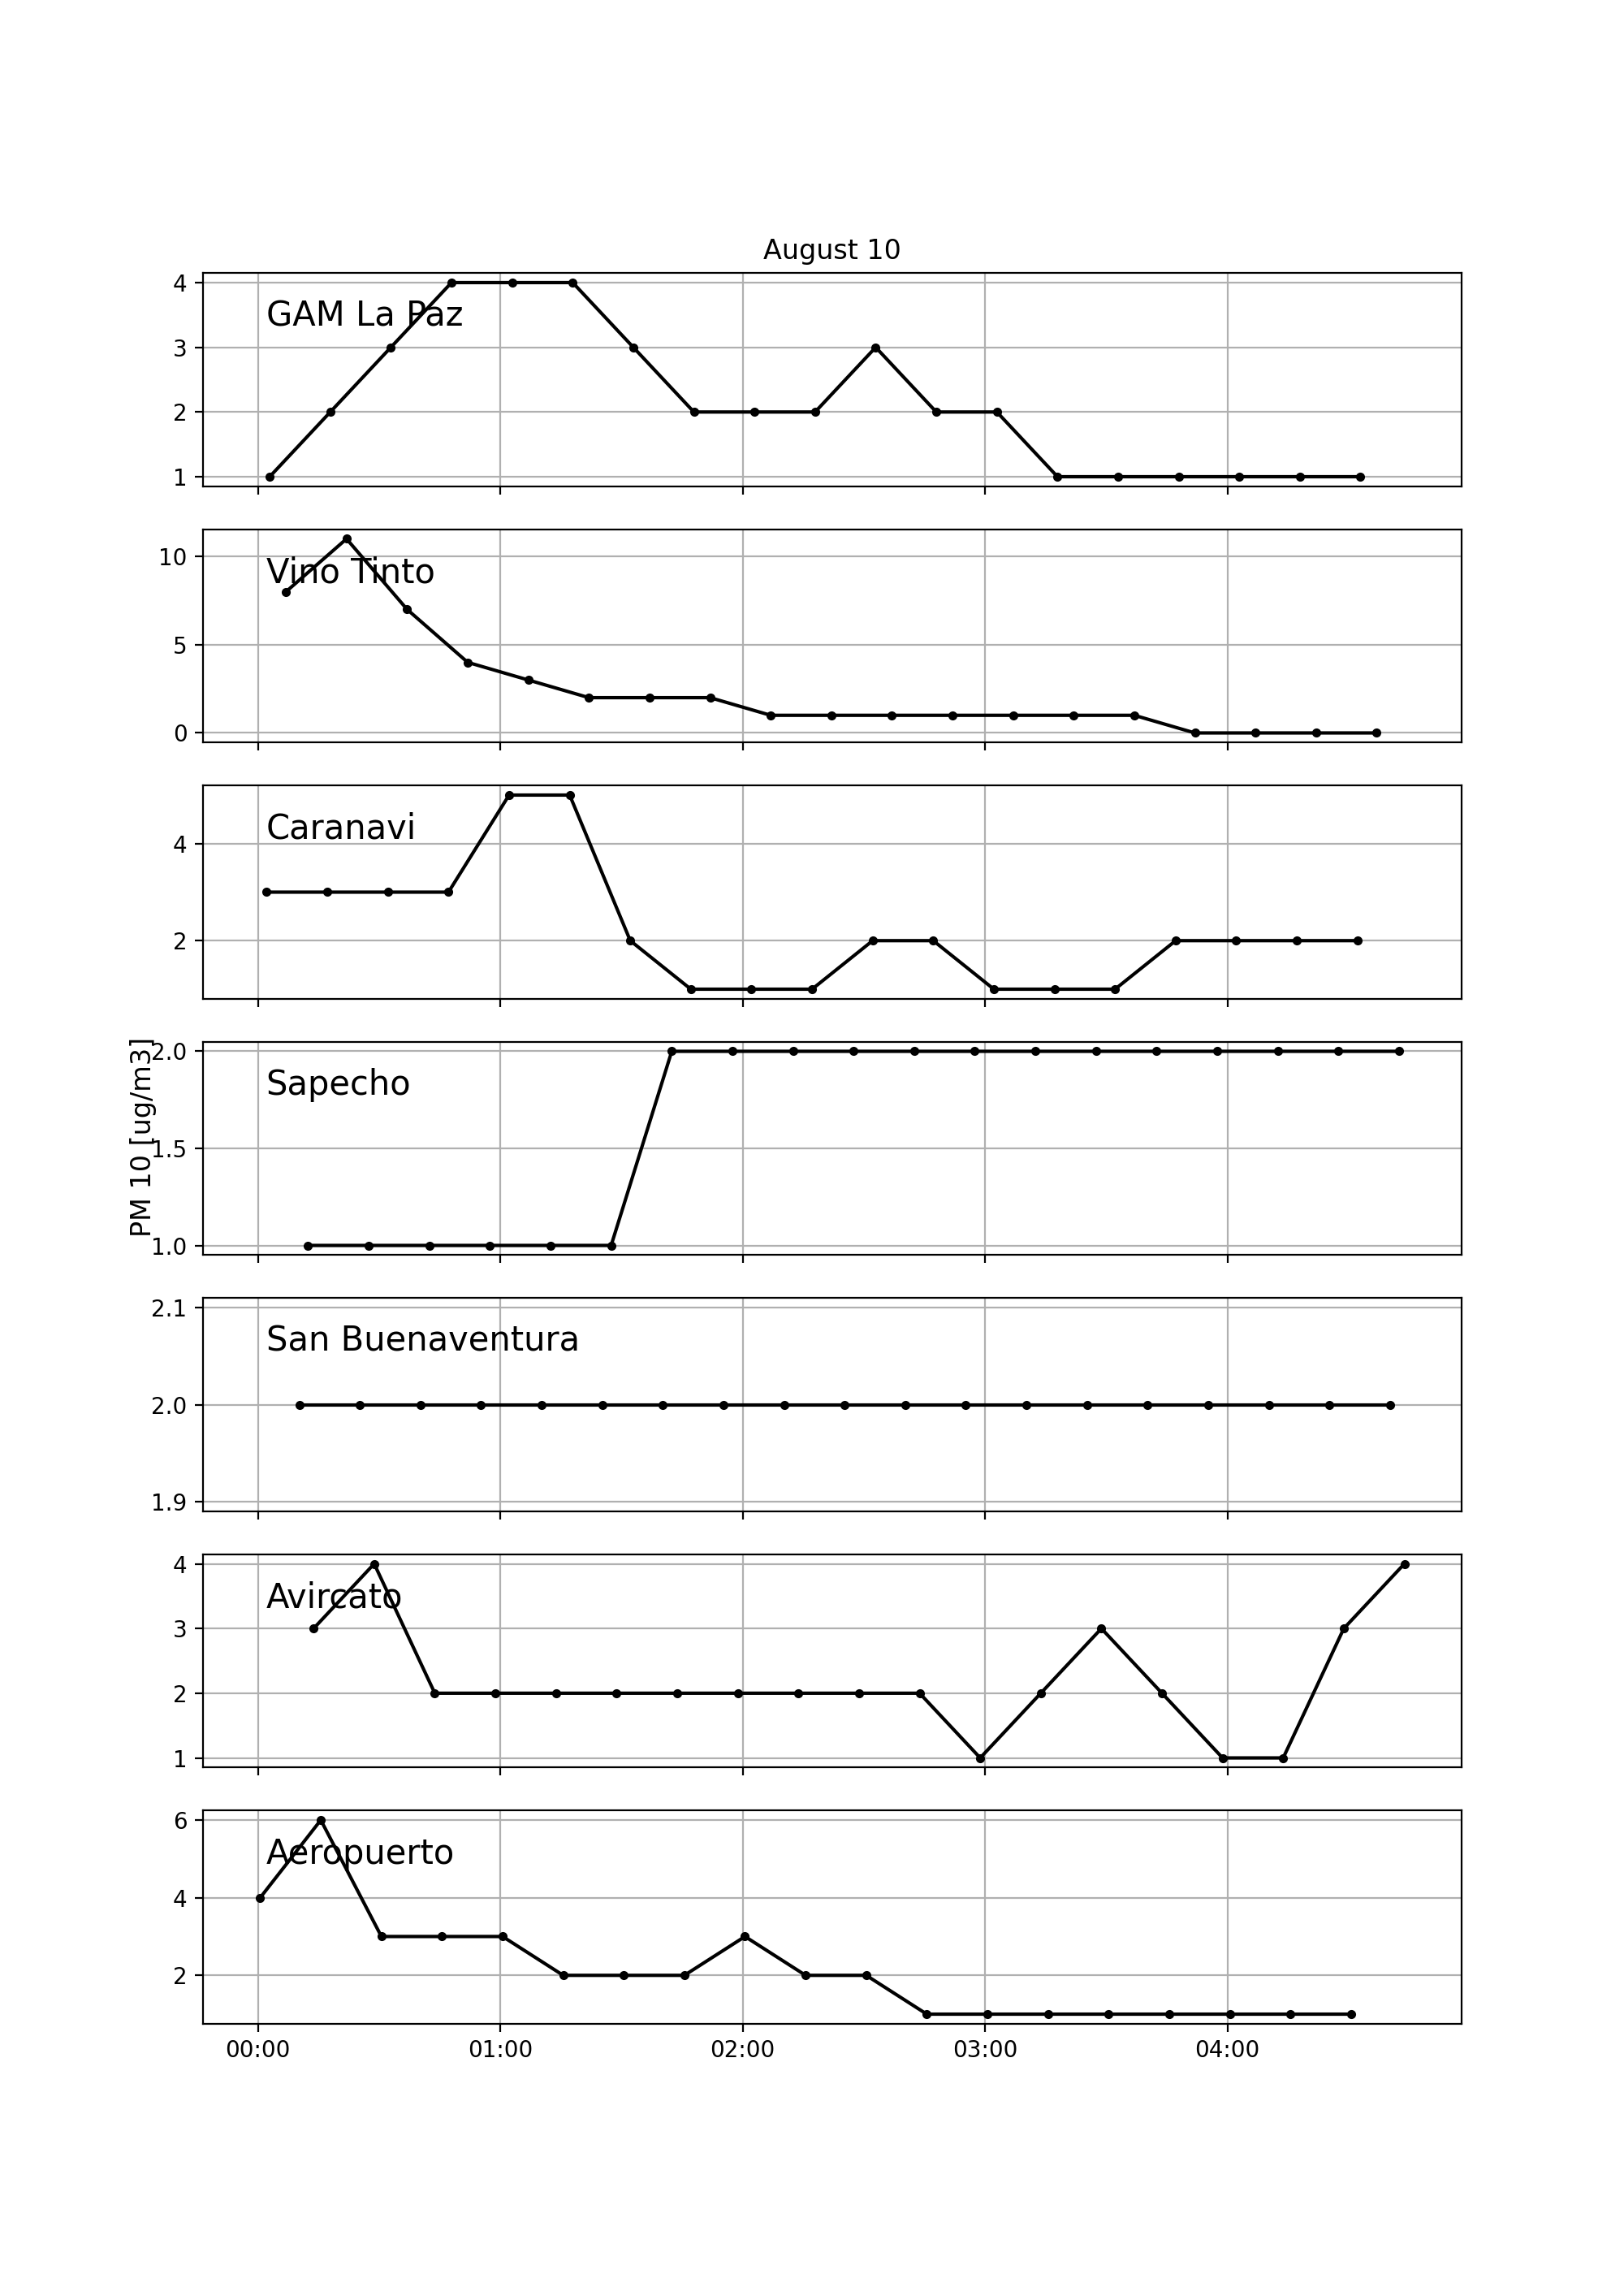 August 10
4
GAM La Paz
3
2
1
10
Vino Tinto
5
0
Caranavi
4
2
PM 10 [ug/m3]
2.0
Sapecho
1.5
1.0
2.1
San Buenaventura
2.0
1.9
4
Avircato
3
2
1
6
Aeropuerto
4
2
00:00 01:00 02:00 03:00 04:00